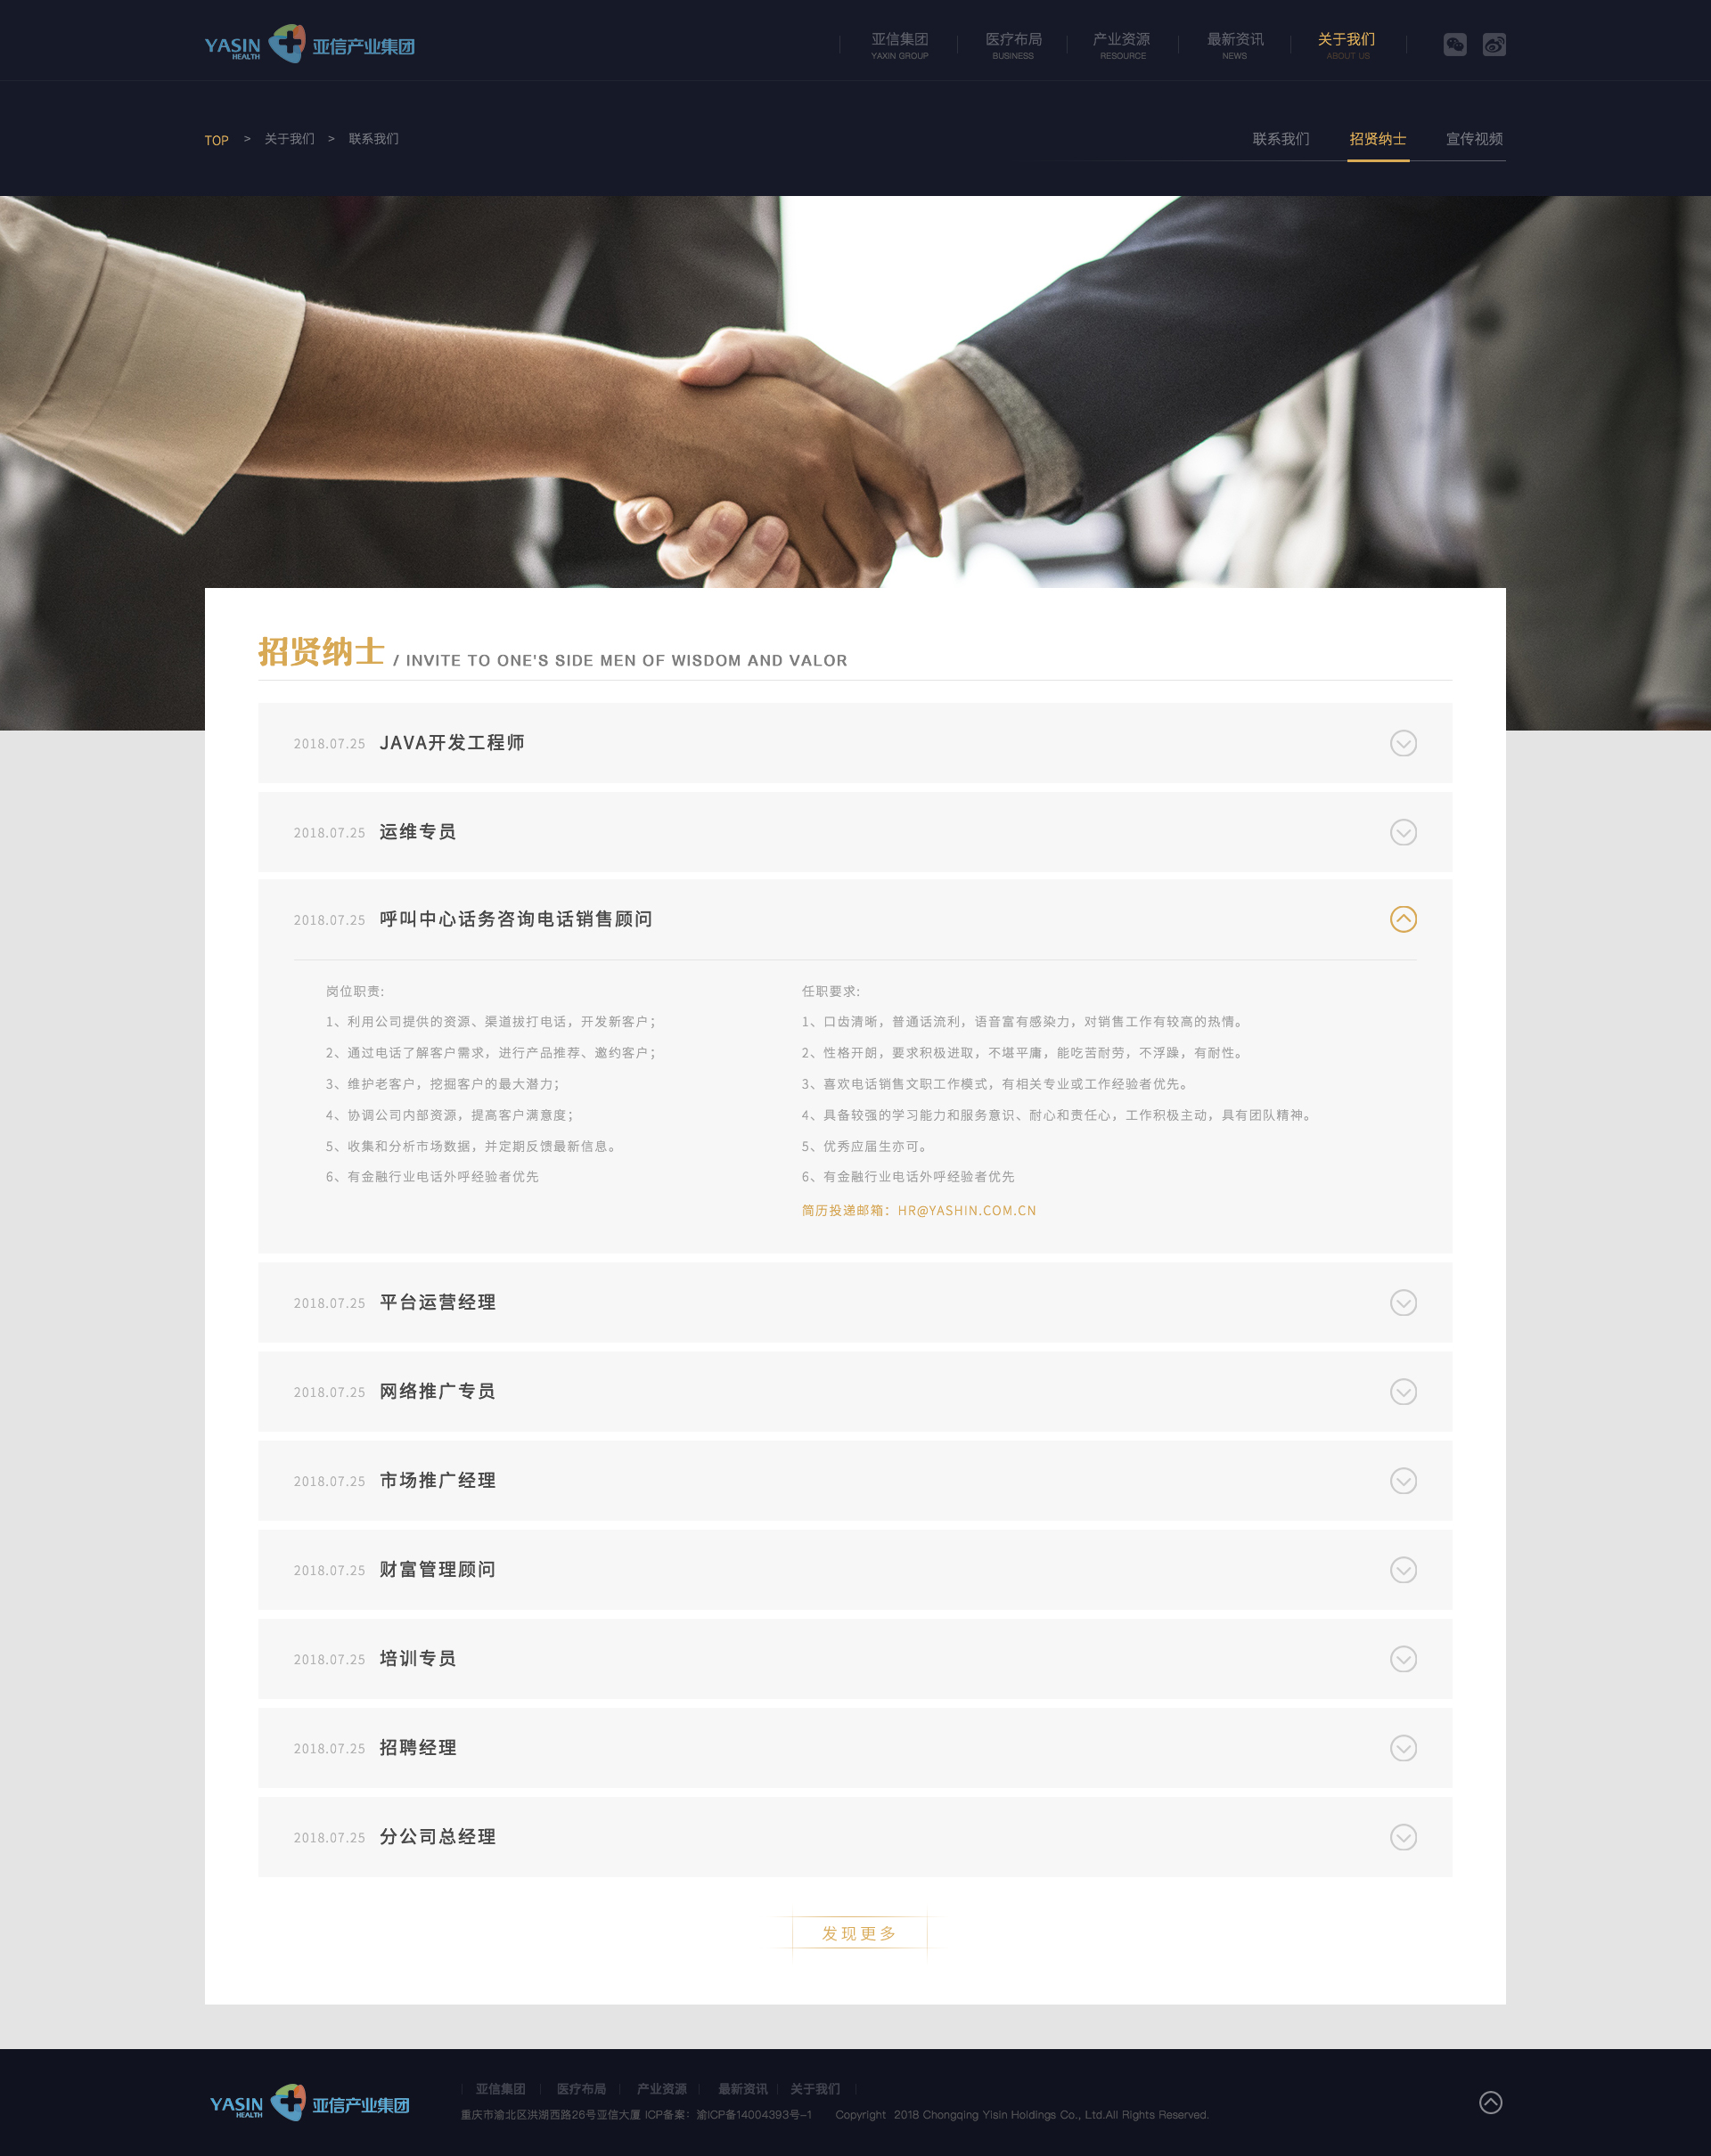 YASIN HEALTH 亚信产业集团
亚信集团 医疗布局 产业资源 最新资讯 关于我们
YAXIN GROUP BUSINESS RESOURCE NEWS ABOUT US
TOP > 关于我们 > 联系我们
联系我们 招贤纳士 宣传视频
招贤纳士 / INVITE TO ONE'S SIDE MEN OF WISDOM AND VALOR
2018.07.25 JAVA开发工程师
2018.07.25 运维专员
2018.07.25 呼叫中心话务咨询电话销售顾问
岗位职责:
1、利用公司提供的资源、渠道拔打电话，开发新客户；
2、通过电话了解客户需求，进行产品推荐、邀约客户；
3、维护老客户，挖掘客户的最大潜力；
4、协调公司内部资源，提高客户满意度；
5、收集和分析市场数据，并定期反馈最新信息。
6、有金融行业电话外呼经验者优先
任职要求:
1、口齿清晰，普通话流利，语音富有感染力，对销售工作有较高的热情。
2、性格开朗，要求积极进取，不堪平庸，能吃苦耐劳，不浮躁，有耐性。
3、喜欢电话销售文职工作模式，有相关专业或工作经验者优先。
4、具备较强的学习能力和服务意识、耐心和责任心，工作积极主动，具有团队精神。
5、优秀应届生亦可。
6、有金融行业电话外呼经验者优先
简历投递邮箱：HR@YASHIN.COM.CN
2018.07.25 平台运营经理
2018.07.25 网络推广专员
2018.07.25 市场推广经理
2018.07.25 财富管理顾问
2018.07.25 培训专员
2018.07.25 招聘经理
2018.07.25 分公司总经理
发现更多
YASIN HEALTH 亚信产业集团
亚信集团 医疗布局 产业资源 最新资讯 关于我们
重庆市渝北区洪湖西路26号亚信大厦 ICP备案：渝ICP备14004393号-1 Copyright 2018 Chongqing Yisin Holdings Co., Ltd.All Rights Reserved.